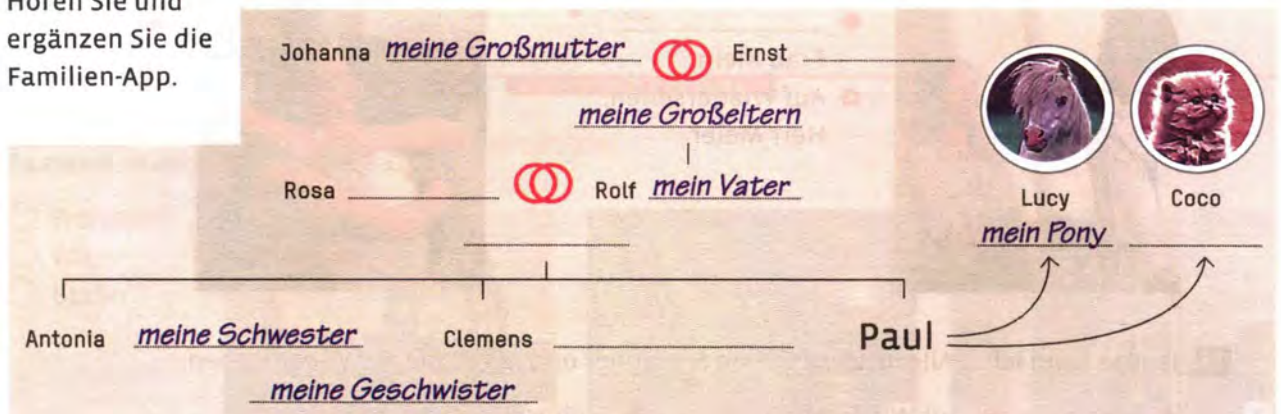 Hören Sie und
ergänzen Sie die
Familien-App.
Johanna meine Großmutter Ernst
meine Großeltern
Rosa Rolf mein Vater
Lucy Coco
mein Pony
Antonia meine Schwester Clemens Paul
meine Geschwister